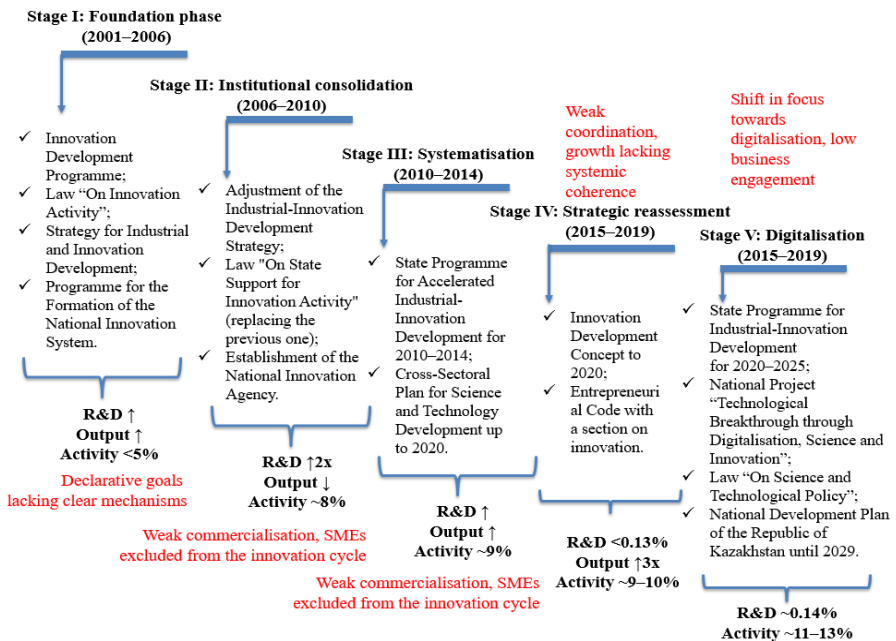 Stage I: Foundation phase
(2001–2006)
✓ Innovation
Development
Programme;
✓ Law “On Innovation
Activity”;
✓ Strategy for Industrial
and Innovation
Development;
✓ Programme for the
Formation of the
National Innovation
System.
R&D ↑
Output ↑
Activity <5%
Declarative goals
lacking clear mechanisms
Stage II: Institutional consolidation
(2006–2010)
✓ Adjustment of the
Industrial-Innovation
Development
Strategy;
✓ Law "On State
Support for
Innovation Activity"
(replacing the
previous one);
✓ Establishment of the
National Innovation
Agency.
R&D ↑2x
Output ↓
Activity ~8%
Weak commercialisation, SMEs
excluded from the innovation cycle
Stage III: Systematisation
(2010–2014)
✓ State Programme
for Accelerated
Industrial-
Innovation
Development for
2010–2014;
✓ Cross-Sectoral
Plan for Science
and Technology
Development up
to 2020.
R&D ↑
Output ↑
Activity ~9%
Weak commercialisation, SMEs
excluded from the innovation cycle
Weak
coordination,
growth lacking
systemic
coherence
Stage IV: Strategic reassessment
(2015–2019)
✓ Innovation
Development
Concept to
2020;
✓ Entrepreneuri
al Code with
a section on
innovation.
R&D <0.13%
Output ↑3x
Activity ~9–10%
Shift in focus
towards
digitalisation, low
business
engagement
Stage V: Digitalisation
(2015–2019)
✓ State Programme for
Industrial-Innovation
Development
for 2020–2025;
✓ National Project
“Technological
Breakthrough through
Digitalisation, Science and
Innovation”;
✓ Law “On Science and
Technological Policy”;
✓ National Development Plan
of the Republic of
Kazakhstan until 2029.
R&D ~0.14%
Activity ~11–13%